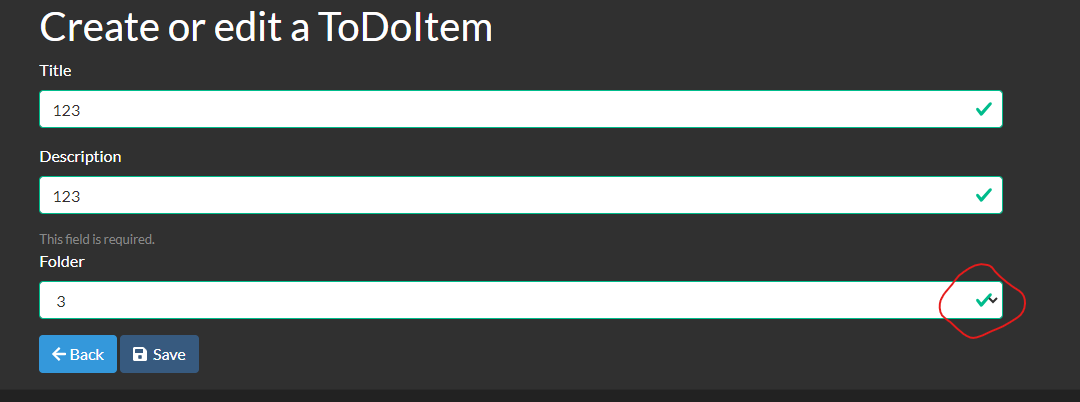 Create or edit a ToDoItem
Title
123
Description
123
This field is required.
Folder
3
Back Save